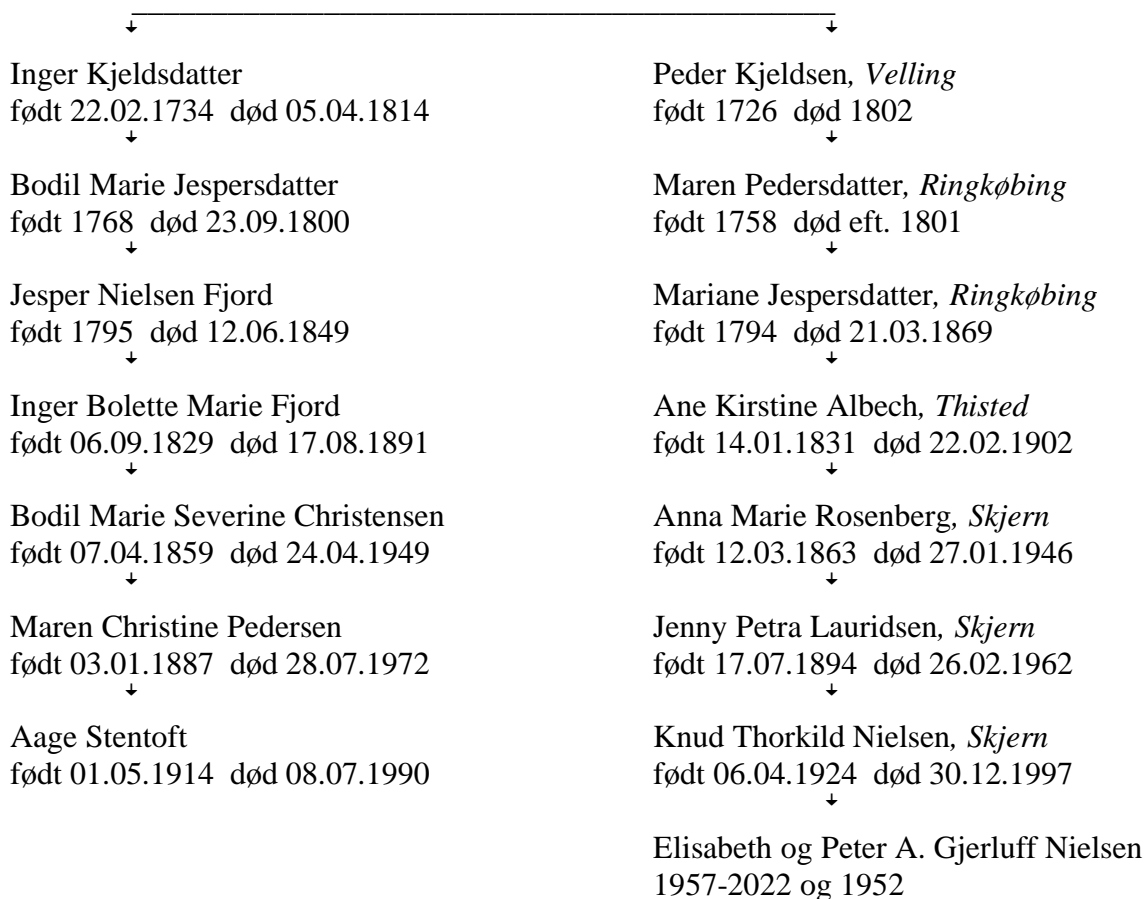 Inger Kjeldsdatter
født 22.02.1734 død 05.04.1814
Bodil Marie Jespersdatter
født 1768 død 23.09.1800
Jesper Nielsen Fjord
født 1795 død 12.06.1849
Inger Bolette Marie Fjord
født 06.09.1829 død 17.08.1891
Bodil Marie Severine Christensen
født 07.04.1859 død 24.04.1949
Maren Christine Pedersen
født 03.01.1887 død 28.07.1972
Aage Stentoft
født 01.05.1914 død 08.07.1990
Peder Kjeldsen, Velling
født 1726 død 1802
Maren Pedersdatter, Ringkøbing
født 1758 død eft. 1801
Mariane Jespersdatter, Ringkøbing
født 1794 død 21.03.1869
Ane Kirstine Albech, Thisted
født 14.01.1831 død 22.02.1902
Anna Marie Rosenberg, Skjern
født 12.03.1863 død 27.01.1946
Jenny Petra Lauridsen, Skjern
født 17.07.1894 død 26.02.1962
Knud Thorkild Nielsen, Skjern
født 06.04.1924 død 30.12.1997
Elisabeth og Peter A. Gjerluff Nielsen
1957-2022 og 1952